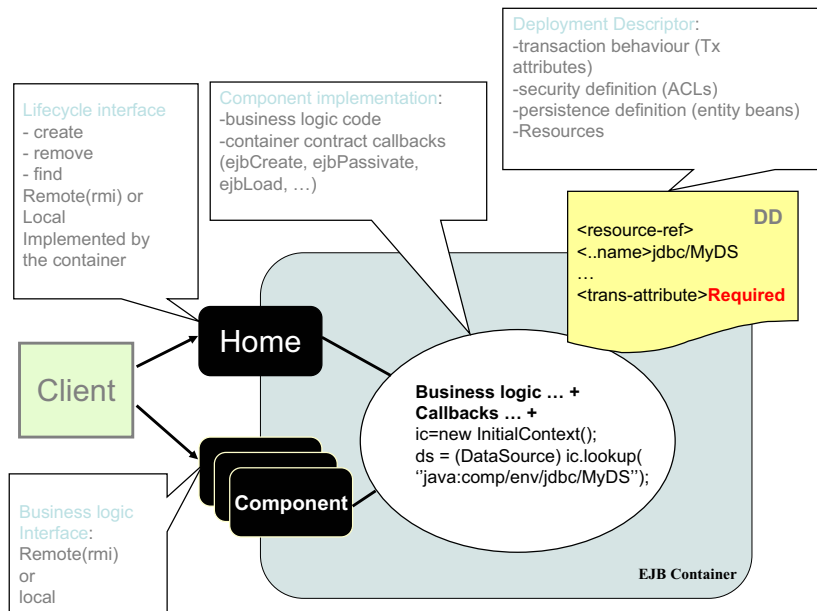 Deployment Descriptor:
-transaction behaviour (Tx
attributes)
-security definition (ACLs)
-persistence definition (entity beans)
-Resources
Lifecycle interface
- create
- remove
- find
Remote(rmi) or
Local
Implemented by
the container
Component implementation:
-business logic code
-container contract callbacks
(ejbCreate, ejbPassivate,
ejbLoad, …)
DD
<resource-ref>
<..name>jdbc/MyDS
…
<trans-attribute>Required
Home
Client
Business logic … +
Callbacks … +
ic=new InitialContext();
ds = (DataSource) ic.lookup(
‘’java:comp/env/jdbc/MyDS’’);
Component
Business logic
Interface:
Remote(rmi)
or
local
EJB Container